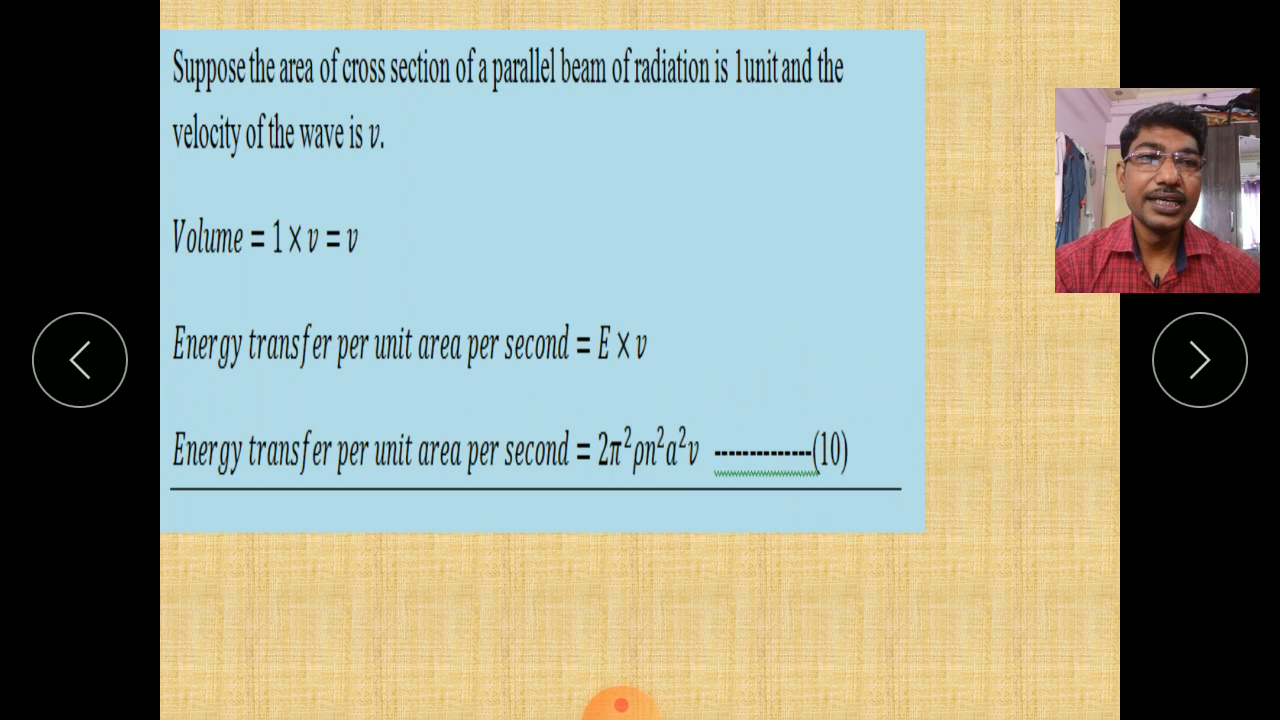 Suppose the area of cross section of a parallel beam of radiation is 1unit and the
velocity of the wave is v.
Volume = 1 × v = v
Energy transfer per unit area per second = E × v
Energy transfer per unit area per second = 2π²ρn²a²v --------------(10)